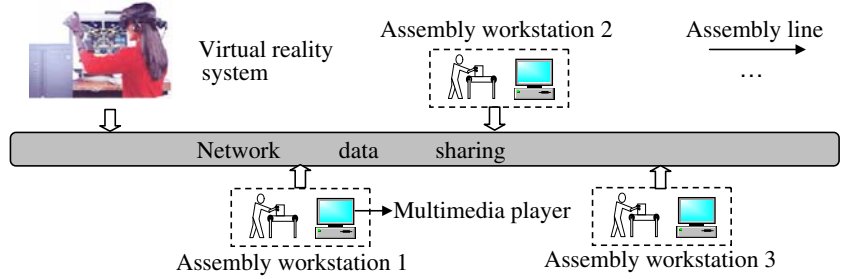 Assembly workstation 2
Assembly line
Virtual reality
system
...
Network data sharing
Multimedia player
Assembly workstation 1
Assembly workstation 3